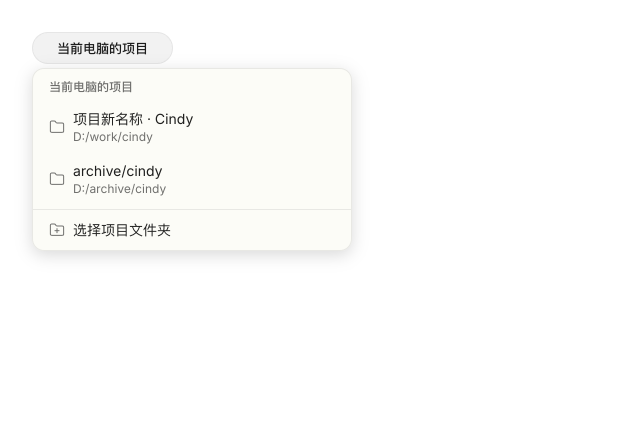 当前电脑的项目
当前电脑的项目
项目新名称 · Cindy
D:/work/cindy
archive/cindy
D:/archive/cindy
选择项目文件夹